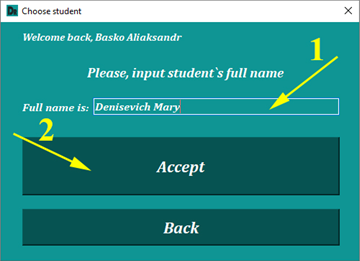 Choose student
Welcome back, Basko Aliaksandr
Please, input student`s full name
1
Full name is: Denisevich Mary
2
Accept
Back